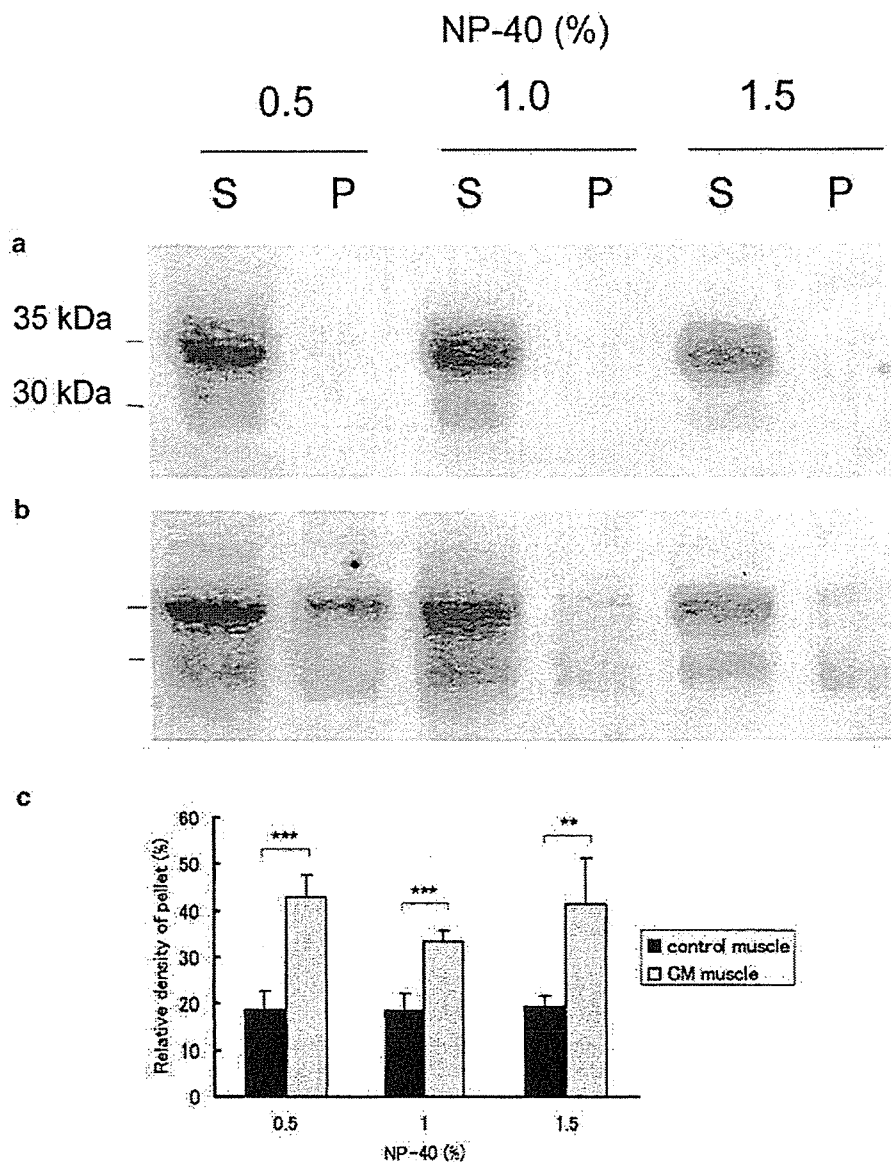 NP-40 (%)
0.5 1.0 1.5
S P S P S P
a
35 kDa
30 kDa
b
c
60
50
40
30
20
10
0
Relative density of pellet (%)
*** *** **
control muscle
GM muscle
0.5 1 1.5
NP-40 (%)